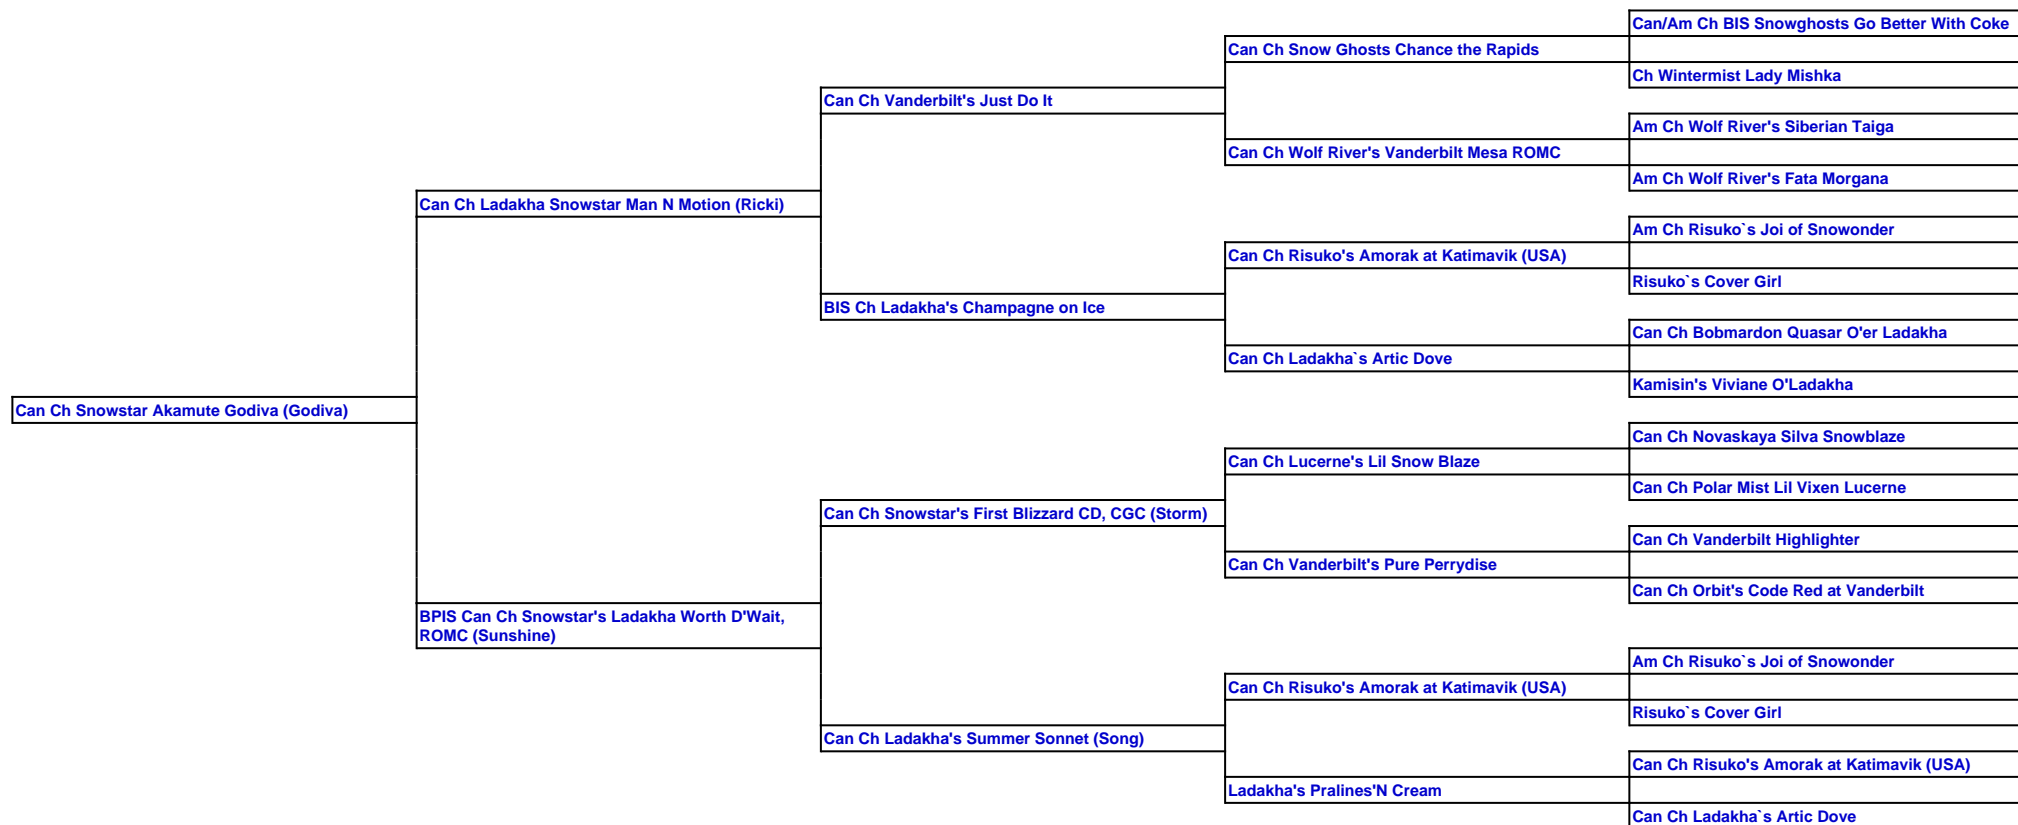 Can/Am Ch BIS Snowghosts Go Better With Coke
Can Ch Snow Ghosts Chance the Rapids
Ch Wintermist Lady Mishka
Can Ch Vanderbilt's Just Do It
Am Ch Wolf River's Siberian Taiga
Can Ch Wolf River's Vanderbilt Mesa ROMC
Am Ch Wolf River's Fata Morgana
Can Ch Ladakha Snowstar Man N Motion (Ricki)
Am Ch Risuko`s Joi of Snowonder
Can Ch Risuko's Amorak at Katimavik (USA)
Risuko`s Cover Girl
BIS Ch Ladakha's Champagne on Ice
Can Ch Bobmardon Quasar O'er Ladakha
Can Ch Ladakha`s Artic Dove
Kamisin's Viviane O'Ladakha
Can Ch Snowstar Akamute Godiva (Godiva)
Can Ch Novaskaya Silva Snowblaze
Can Ch Lucerne's Lil Snow Blaze
Can Ch Polar Mist Lil Vixen Lucerne
Can Ch Snowstar's First Blizzard CD, CGC (Storm)
Can Ch Vanderbilt Highlighter
Can Ch Vanderbilt's Pure Perrydise
Can Ch Orbit's Code Red at Vanderbilt
BPIS Can Ch Snowstar's Ladakha Worth D'Wait,
ROMC (Sunshine)
Am Ch Risuko`s Joi of Snowonder
Can Ch Risuko's Amorak at Katimavik (USA)
Risuko`s Cover Girl
Can Ch Ladakha's Summer Sonnet (Song)
Can Ch Risuko's Amorak at Katimavik (USA)
Ladakha's Pralines'N Cream
Can Ch Ladakha`s Artic Dove